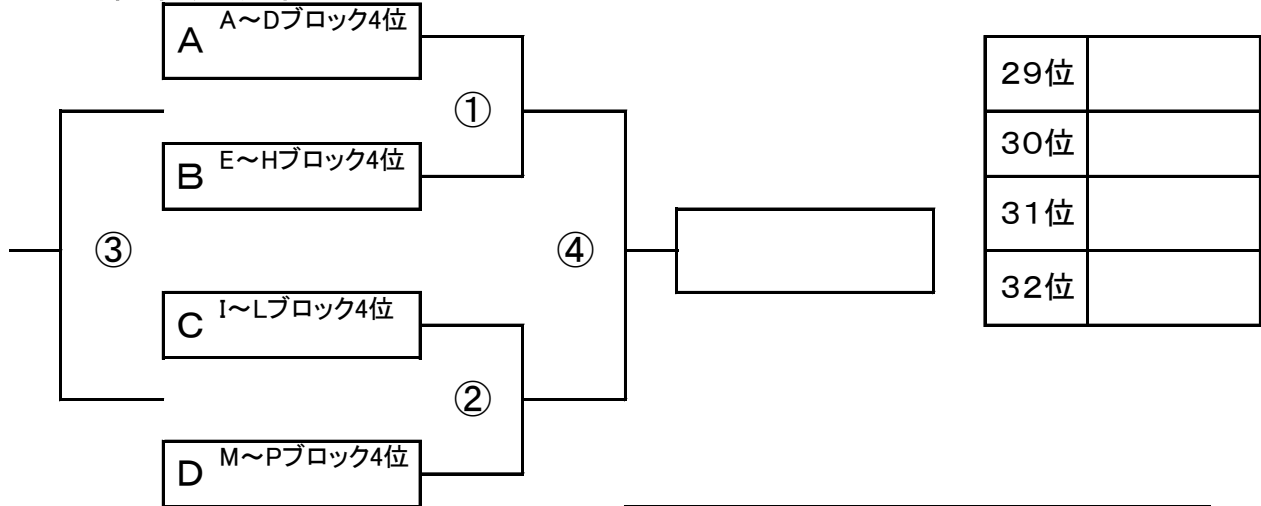 A A～Dブロック4位
①
B E～Hブロック4位
③
④
C I～Lブロック4位
②
D M～Pブロック4位
29位
30位
31位
32位